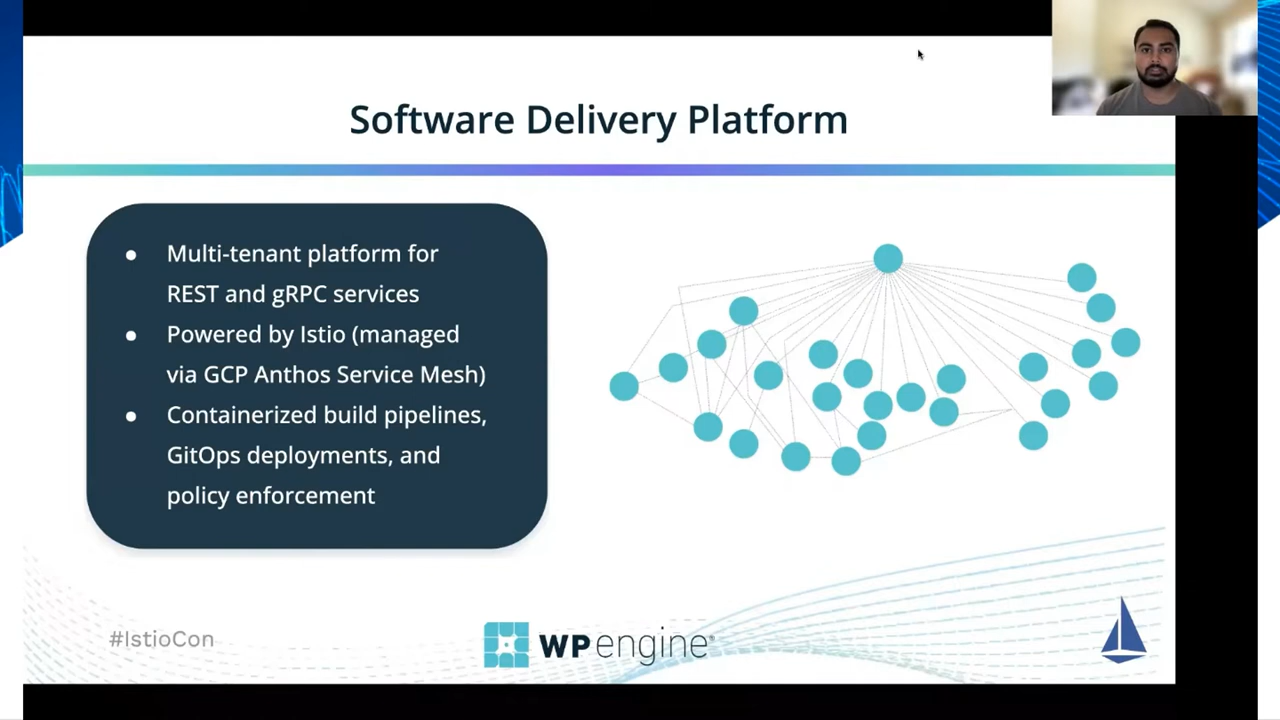 Software Delivery Platform
• Multi-tenant platform for
REST and gRPC services
• Powered by Istio (managed
via GCP Anthos Service Mesh)
• Containerized build pipelines,
GitOps deployments, and
policy enforcement
#IstioCon
WP engine®